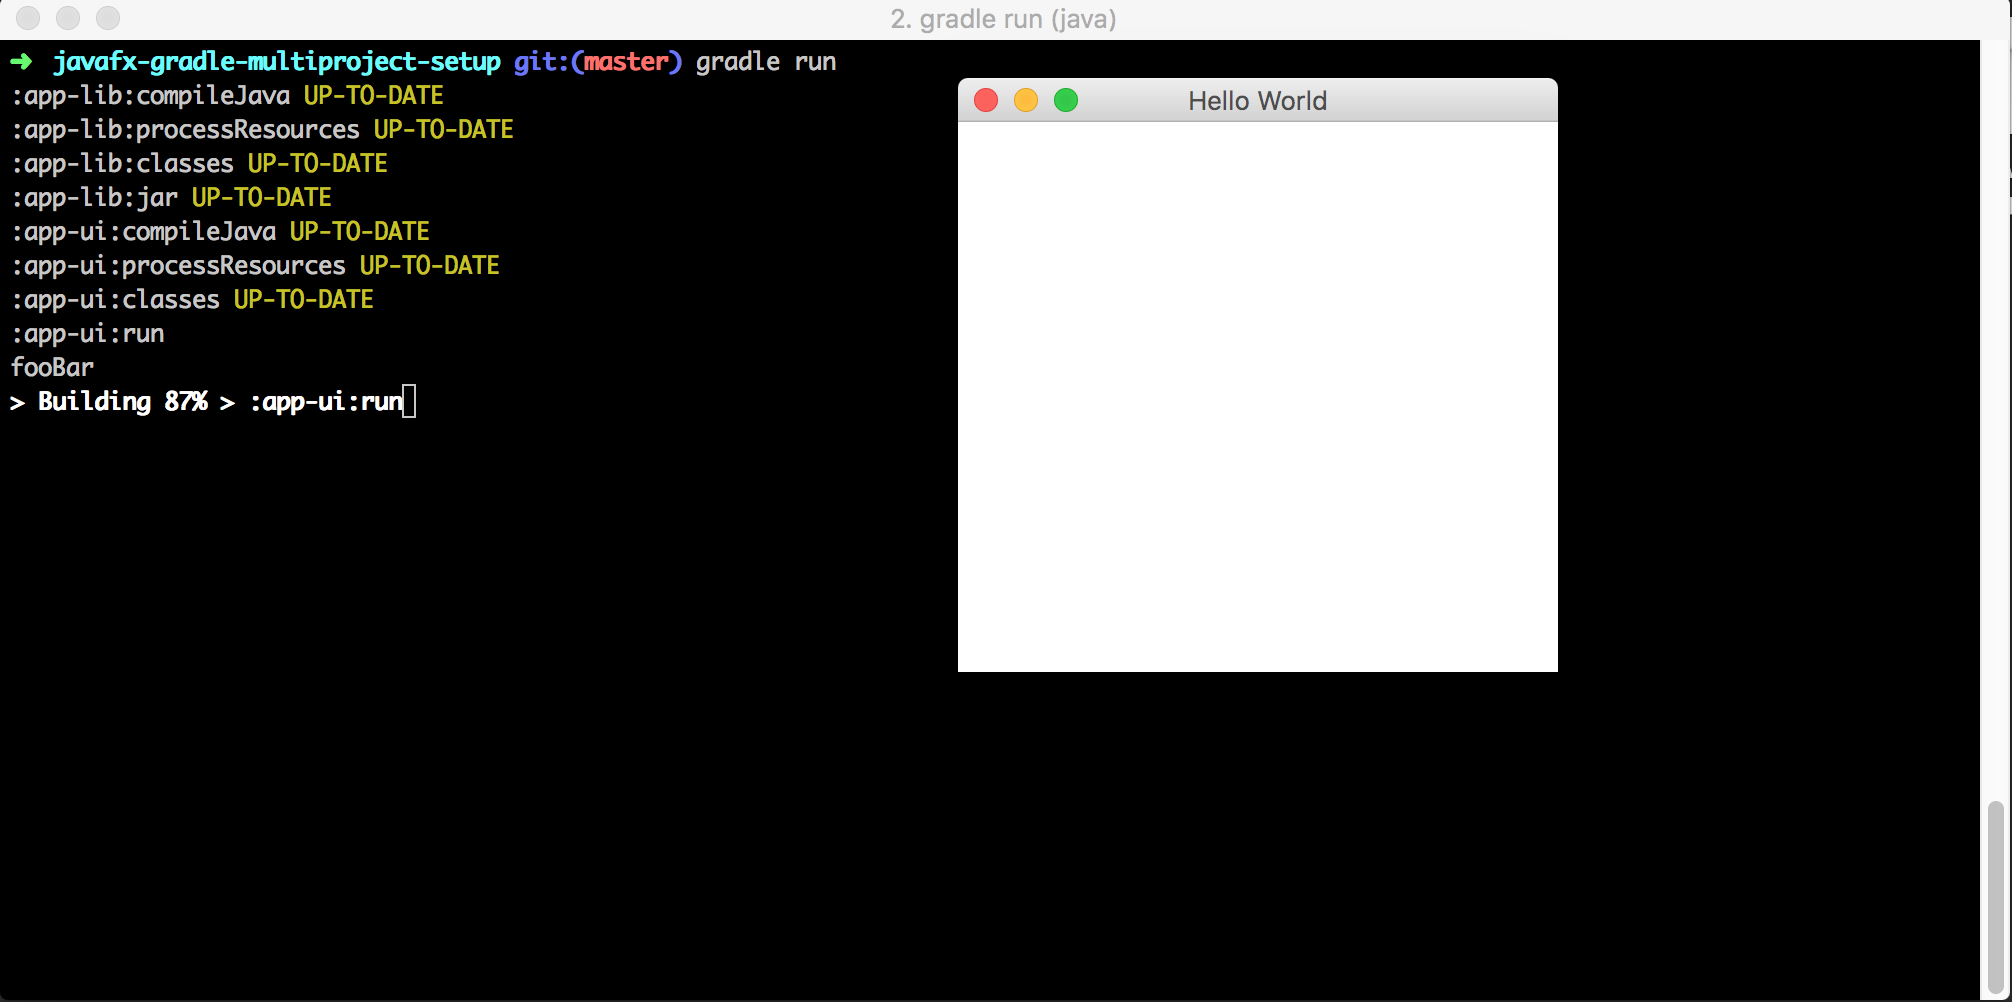 2. gradle run (java)
➜ javafx-gradle-multiproject-setup git:(master) gradle run
:app-lib:compileJava UP-TO-DATE
:app-lib:processResources UP-TO-DATE
:app-lib:classes UP-TO-DATE
:app-lib:jar UP-TO-DATE
:app-ui:compileJava UP-TO-DATE
:app-ui:processResources UP-TO-DATE
:app-ui:classes UP-TO-DATE
:app-ui:run
fooBar
> Building 87% > :app-ui:run
Hello World